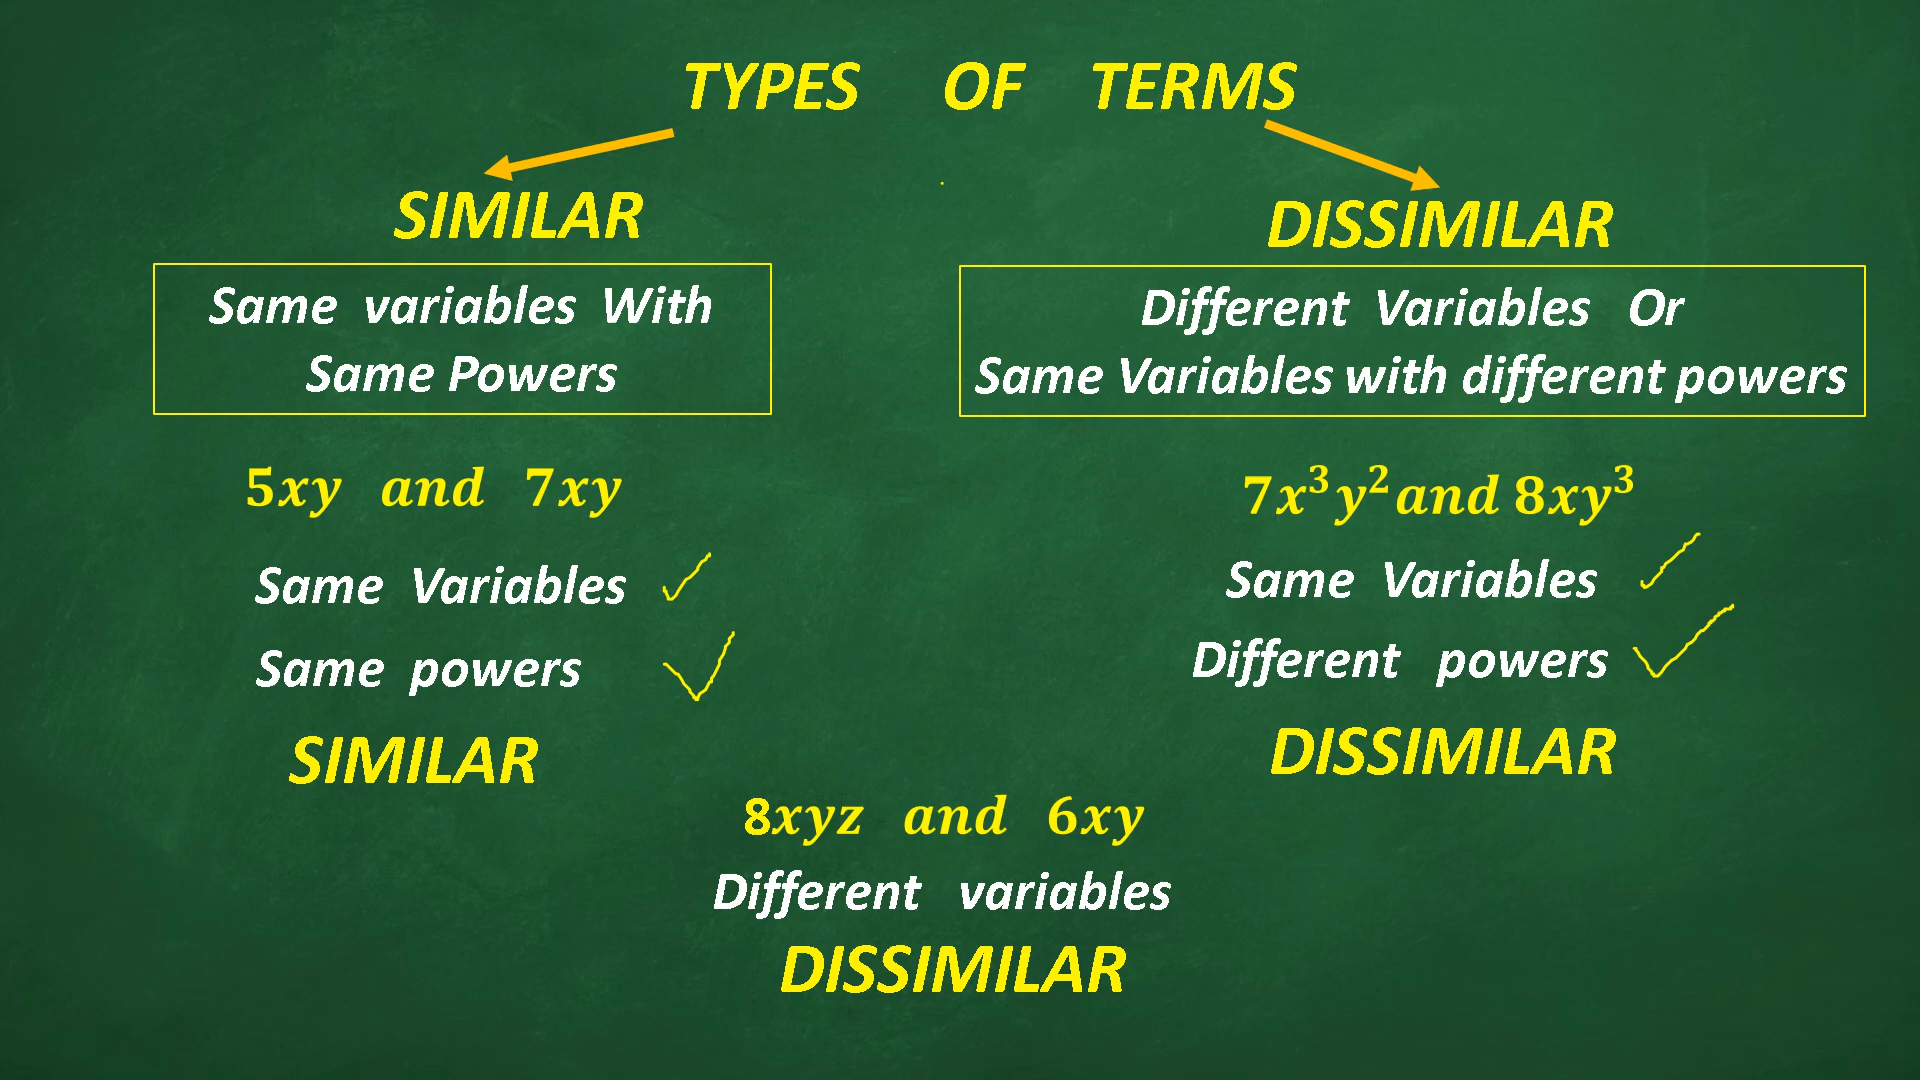 TYPES OF TERMS
SIMILAR
Same variables With
Same Powers
5xy and 7xy
Same Variables
Same powers
SIMILAR
DISSIMILAR
Different Variables Or
Same Variables with different powers
7x³y² and 8xy³
Same Variables
Different powers
DISSIMILAR
8xyz and 6xy
Different variables
DISSIMILAR